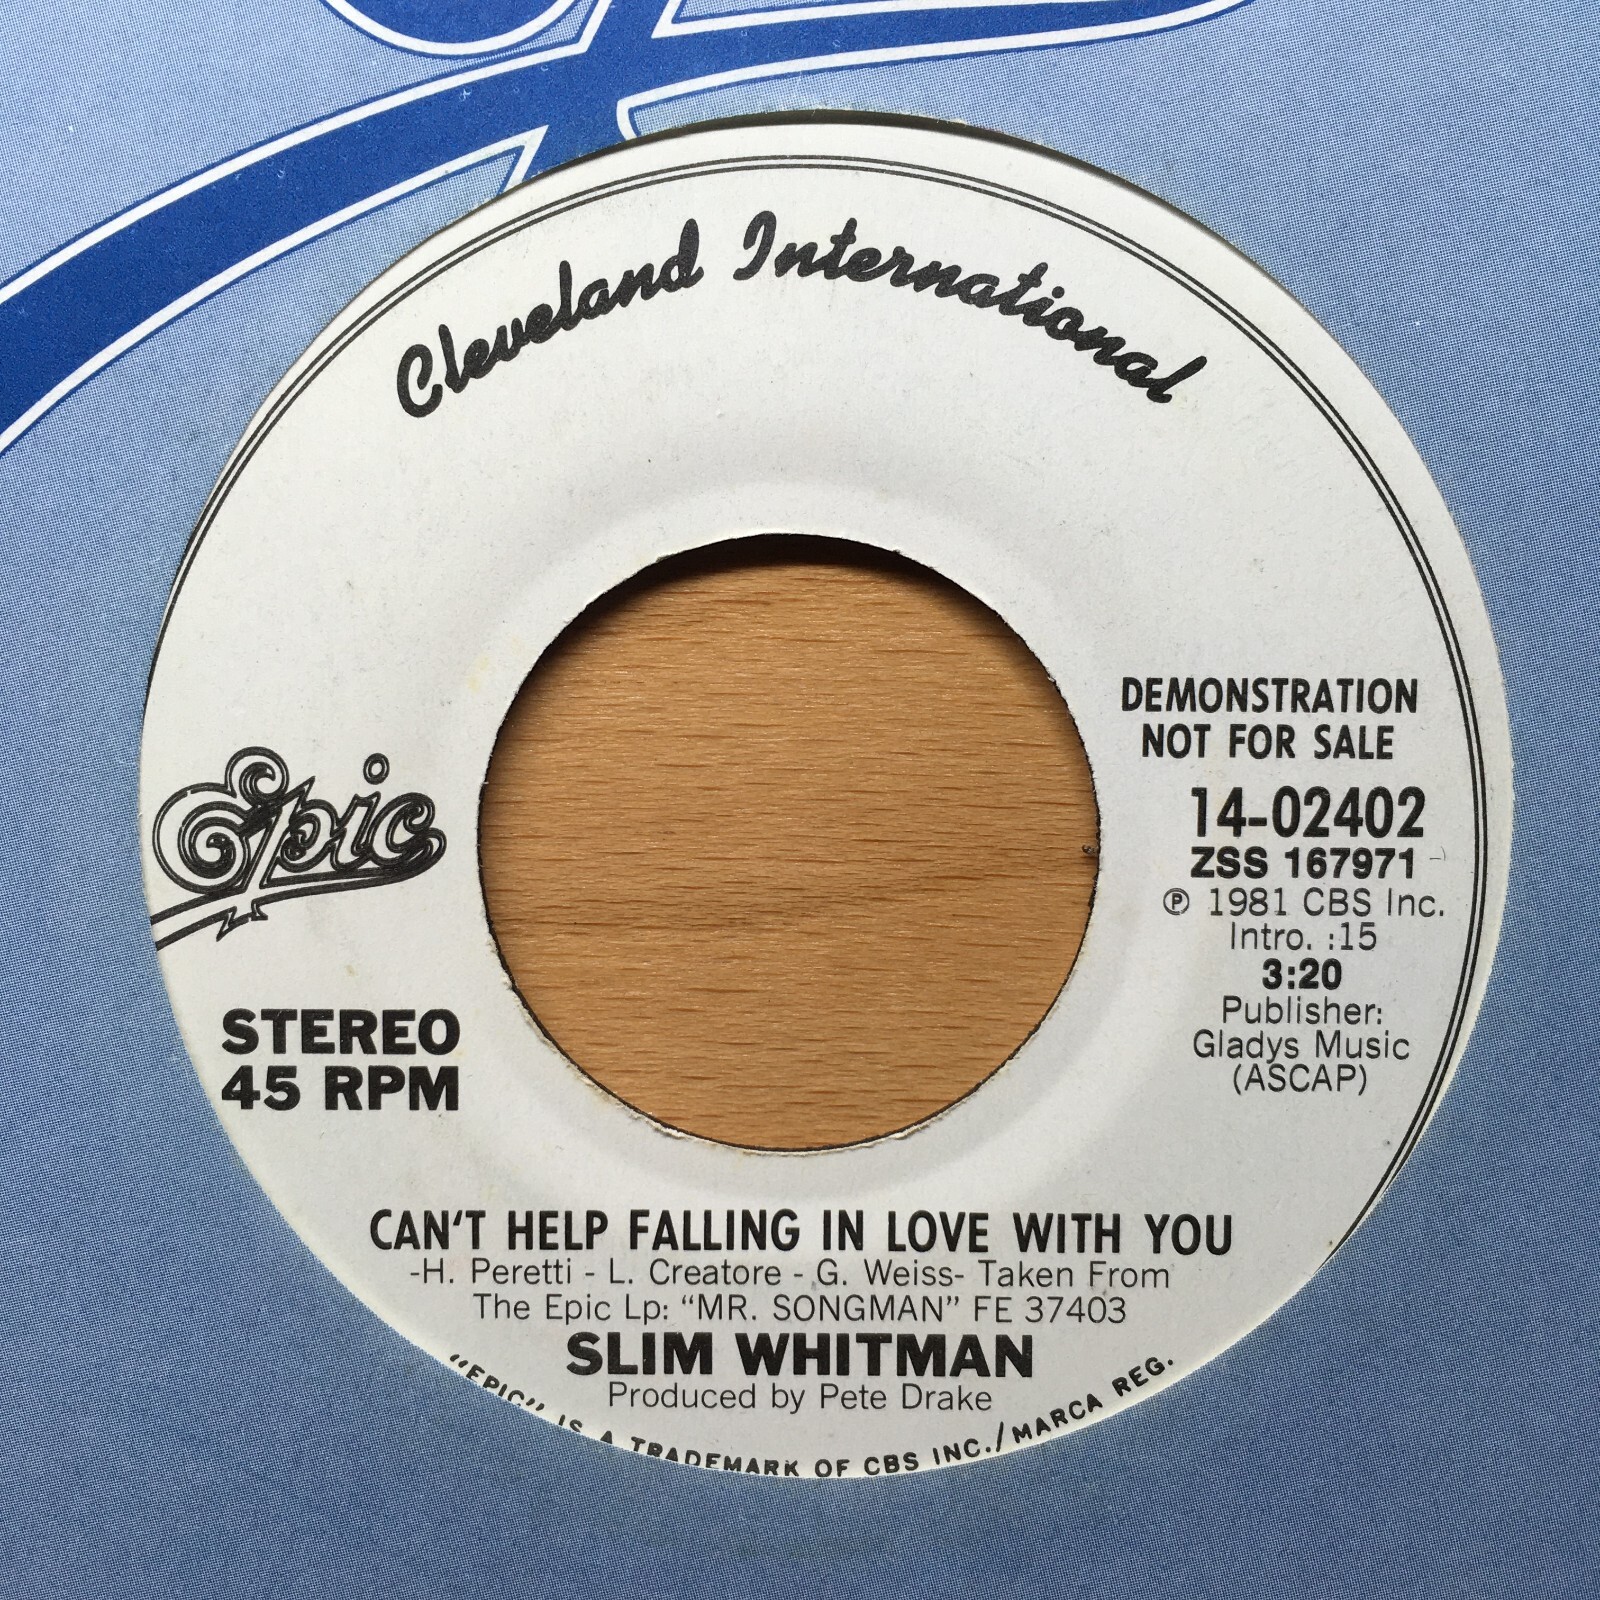 Cleveland International
DEMONSTRATION
NOT FOR SALE
14-02402
ZSS 167971
℗ 1981 CBS Inc.
Intro. :15
3:20
Publisher:
Gladys Music
(ASCAP)
Epic
STEREO
45 RPM
CAN'T HELP FALLING IN LOVE WITH YOU
-H. Peretti - L. Creatore - G. Weiss- Taken From
The Epic Lp: "MR. SONGMAN" FE 37403
SLIM WHITMAN
Produced by Pete Drake
"EPIC" IS A TRADEMARK OF CBS INC./MARCA REG.